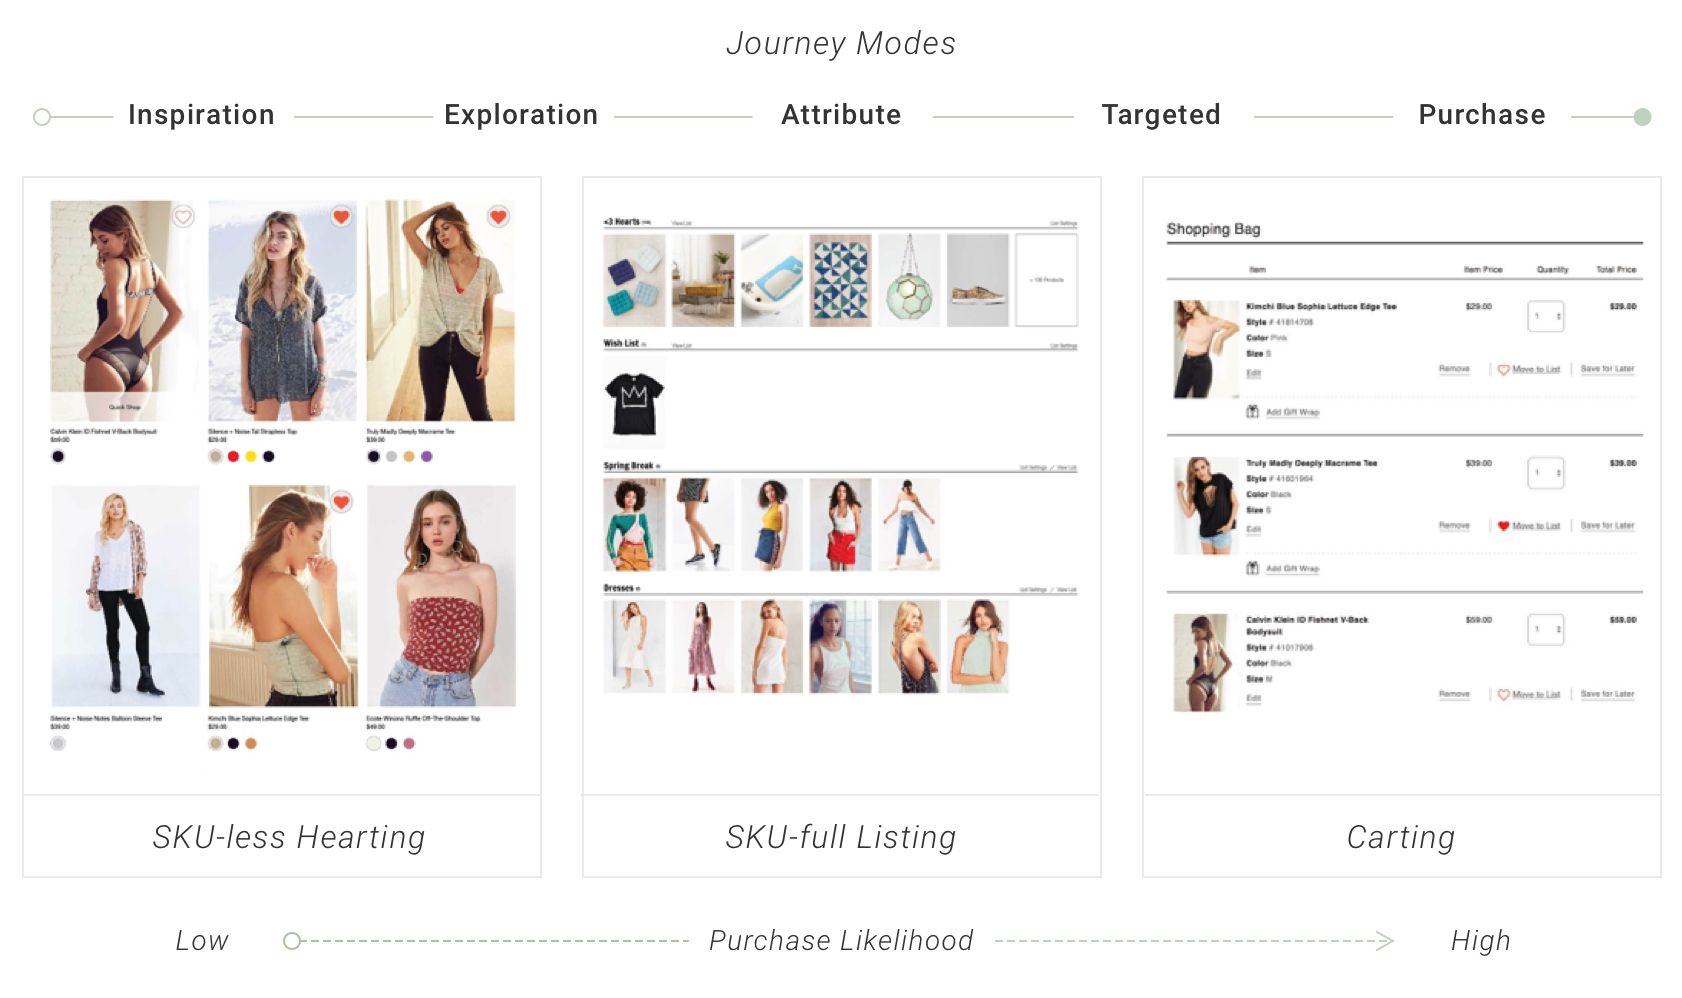 Journey Modes
Inspiration Exploration Attribute Targeted Purchase
Quick Shop
Calvin Klein ID Fishnet V-Back Bodysuit
$59.00
Silence + Noise Tal Strapless Top
$29.00
Truly Madly Deeply Macrame Tee
$39.00
Silence + Noise Notes Balloon Sleeve Tee
$39.00
Kimchi Blue Sophia Lettuce Edge Tee
$29.00
Ecote Winona Ruffle Off-The-Shoulder Top
$49.00
SKU-less Hearting
<3 Hearts
View List
List Settings
+ 106 Products
Wish List
View List
List Settings
Spring Break
List Settings / View List
Dresses
List Settings / View List
SKU-full Listing
Shopping Bag
Item Item Price Quantity Total Price
Kimchi Blue Sophia Lettuce Edge Tee $29.00 1 $29.00
Style # 41814708
Color Pink
Size S
Edit
Remove Move to List Save for Later
Add Gift Wrap
Truly Madly Deeply Macrame Tee $39.00 1 $39.00
Style # 41601964
Color Black
Size S
Edit
Remove Move to List Save for Later
Add Gift Wrap
Calvin Klein ID Fishnet V-Back $59.00 1 $59.00
Bodysuit
Style # 41017908
Color Black
Size M
Edit
Remove Move to List Save for Later
Carting
Low Purchase Likelihood High